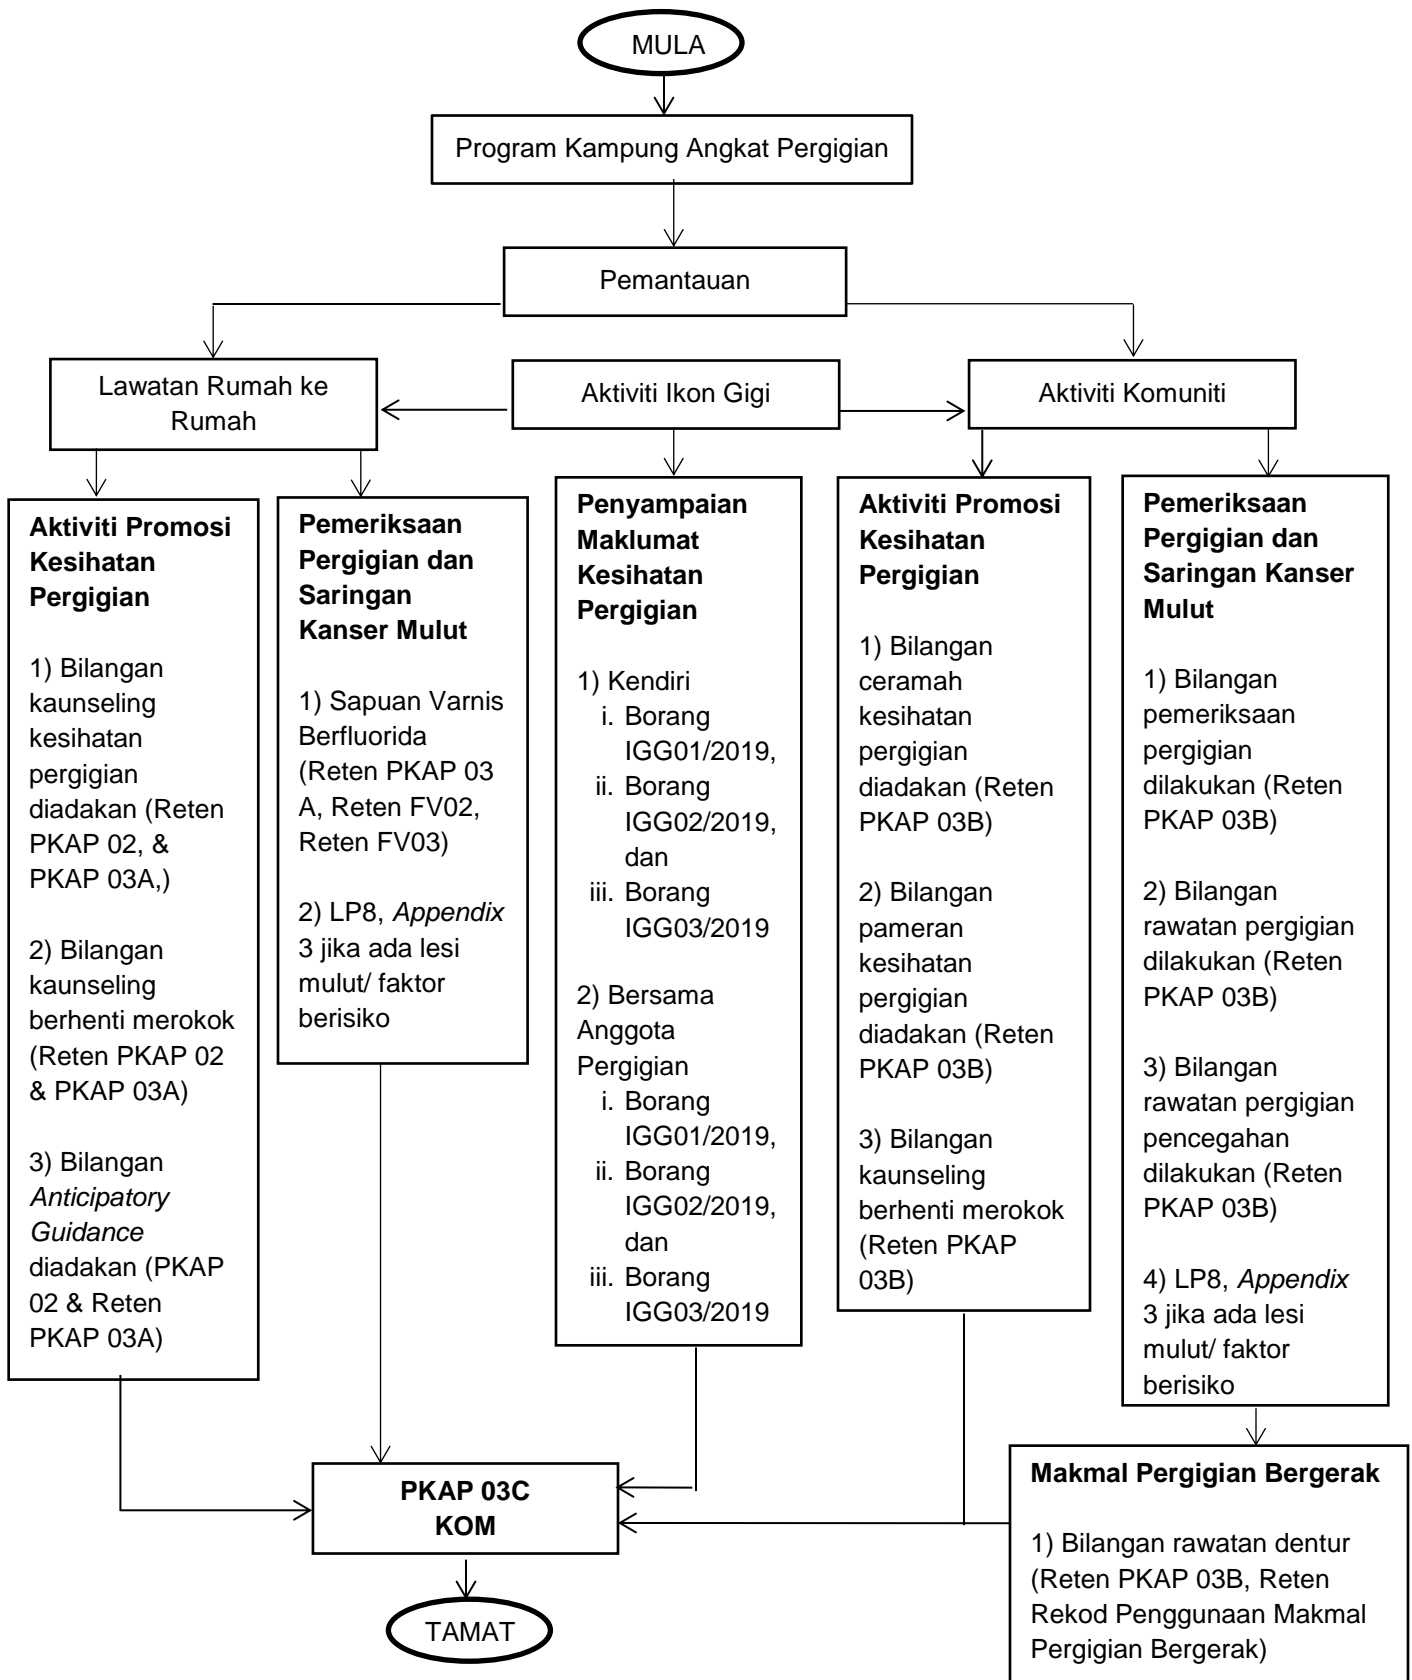 MULA
Program Kampung Angkat Pergigian
Pemantauan
Lawatan Rumah ke
Rumah
Aktiviti Ikon Gigi
Aktiviti Komuniti
Aktiviti Promosi
Kesihatan
Pergigian
1) Bilangan
kaunseling
kesihatan
pergigian
diadakan (Reten
PKAP 02, &
PKAP 03A,)
2) Bilangan
kaunseling
berhenti merokok
(Reten PKAP 02
& PKAP 03A)
3) Bilangan
Anticipatory
Guidance
diadakan (PKAP
02 & Reten
PKAP 03A)
Pemeriksaan
Pergigian dan
Saringan
Kanser Mulut
1) Sapuan Varnis
Berfluorida
(Reten PKAP 03
A, Reten FV02,
Reten FV03)
2) LP8, Appendix
3 jika ada lesi
mulut/ faktor
berisiko
Penyampaian
Maklumat
Kesihatan
Pergigian
1) Kendiri
i. Borang
IGG01/2019,
ii. Borang
IGG02/2019,
dan
iii. Borang
IGG03/2019
2) Bersama
Anggota
Pergigian
i. Borang
IGG01/2019,
ii. Borang
IGG02/2019,
dan
iii. Borang
IGG03/2019
Aktiviti Promosi
Kesihatan
Pergigian
1) Bilangan
ceramah
kesihatan
pergigian
diadakan (Reten
PKAP 03B)
2) Bilangan
pameran
kesihatan
pergigian
diadakan (Reten
PKAP 03B)
3) Bilangan
kaunseling
berhenti merokok
(Reten PKAP
03B)
Pemeriksaan
Pergigian dan
Saringan Kanser
Mulut
1) Bilangan
pemeriksaan
pergigian
dilakukan (Reten
PKAP 03B)
2) Bilangan
rawatan pergigian
dilakukan (Reten
PKAP 03B)
3) Bilangan
rawatan pergigian
pencegahan
dilakukan (Reten
PKAP 03B)
4) LP8, Appendix
3 jika ada lesi
mulut/ faktor
berisiko
Makmal Pergigian Bergerak
1) Bilangan rawatan dentur
(Reten PKAP 03B, Reten
Rekod Penggunaan Makmal
Pergigian Bergerak)
PKAP 03C
KOM
TAMAT